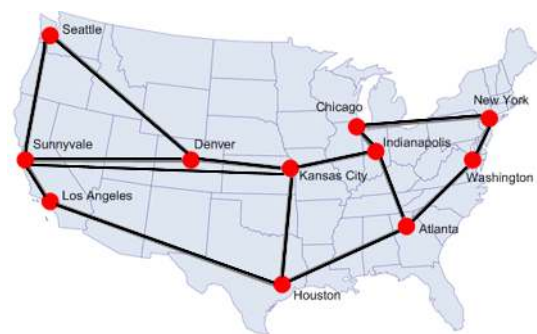 Seattle
Chicago
New York
Sunnyvale
Denver
Indianapolis
Kansas City
Washington
Los Angeles
Atlanta
Houston